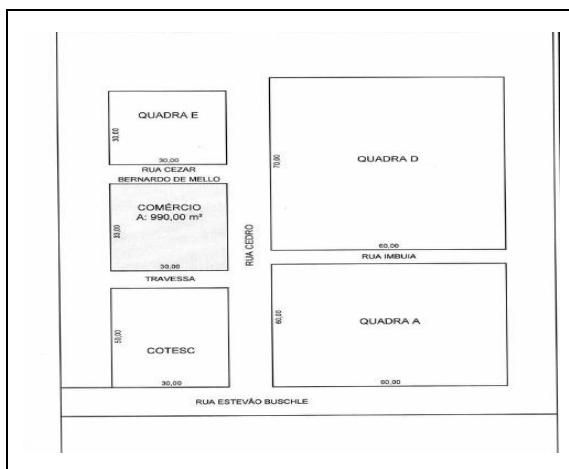 QUADRA E
30,00
30,00
RUA CEZAR
BERNARDO DE MELLO
COMÉRCIO
A: 990,00 m²
33,00
30,00
TRAVESSA
50,00
COTESC
30,00
RUA CEDRO
QUADRA D
70,00
60,00
RUA IMBUIA
QUADRA A
60,00
60,00
RUA ESTEVÃO BUSCHLE